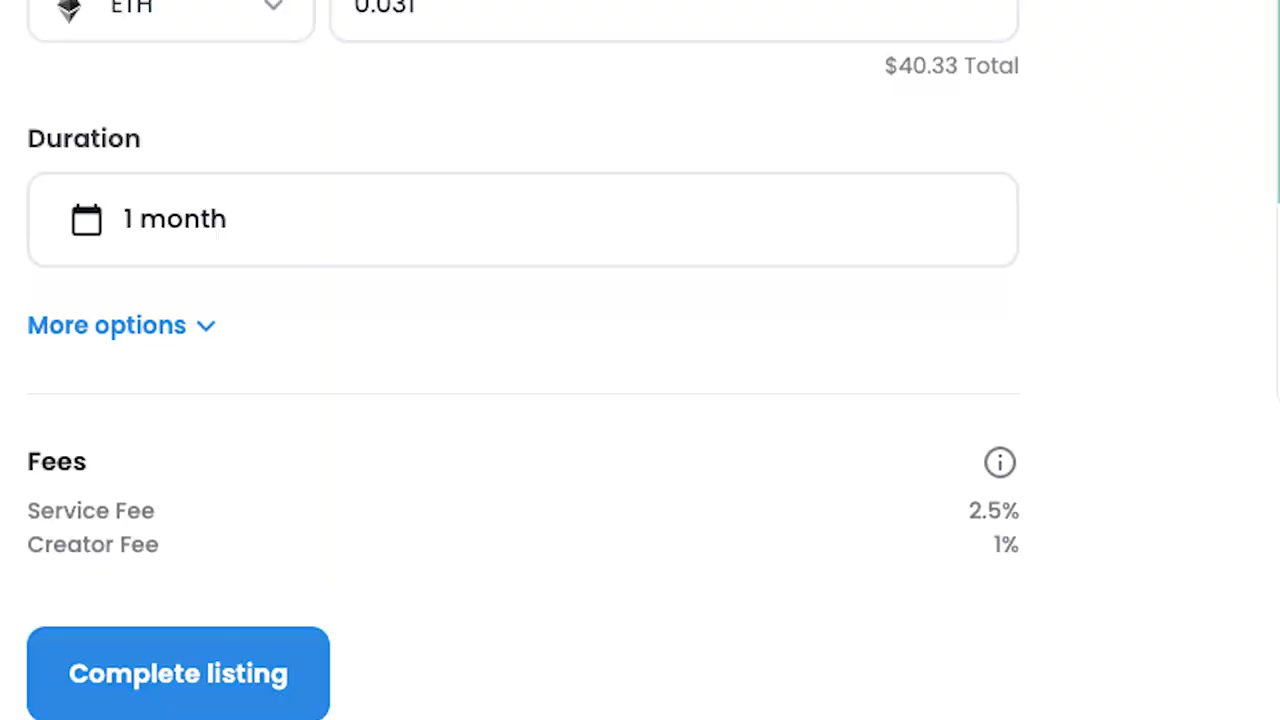 ETH
0.031
$40.33 Total
Duration
1 month
More options
Fees
Service Fee 2.5%
Creator Fee 1%
Complete listing